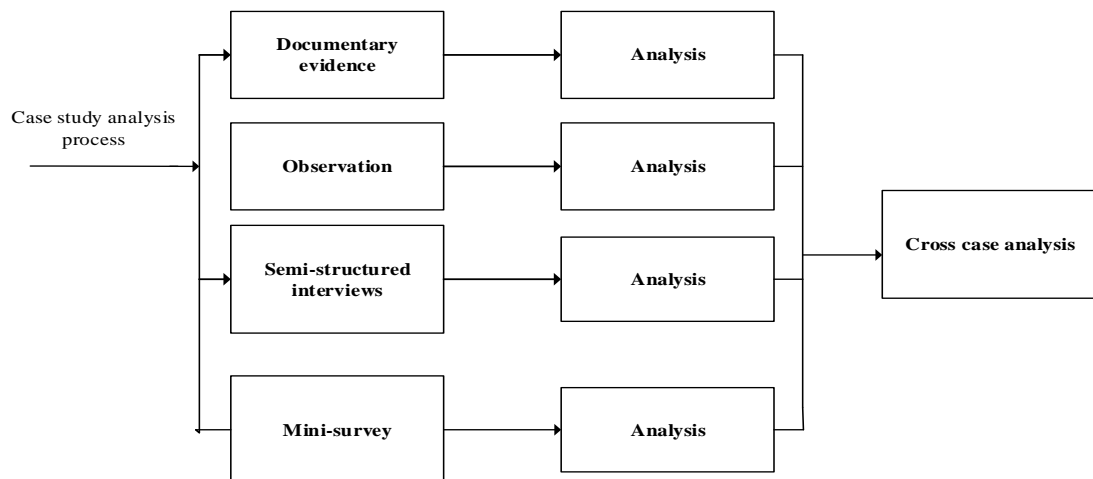 Case study analysis
process
Documentary
evidence
Analysis
Observation
Analysis
Semi-structured
interviews
Analysis
Mini-survey
Analysis
Cross case analysis